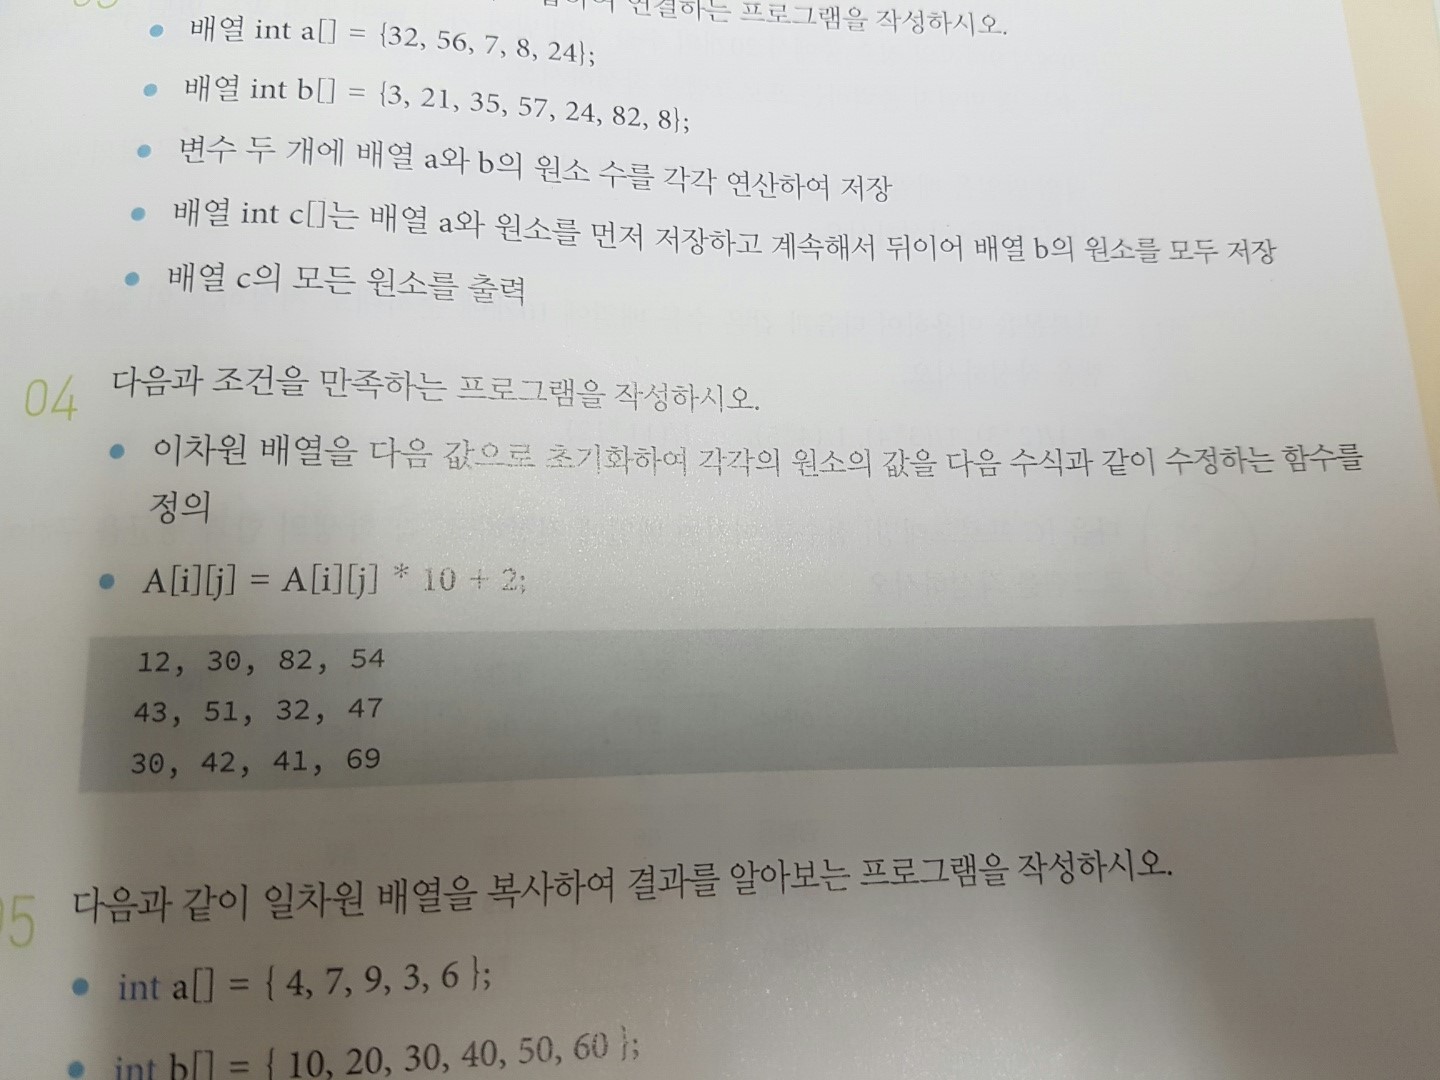 연결하는 프로그램을 작성하시오.
• 배열 int a[] = {32, 56, 7, 8, 24};
• 배열 int b[] = {3, 21, 35, 57, 24, 82, 8};
• 변수 두 개에 배열 a와 b의 원소 수를 각각 연산하여 저장
• 배열 int c[]는 배열 a와 원소를 먼저 저장하고 계속해서 뒤이어 배열 b의 원소를 모두 저장
• 배열 c의 모든 원소를 출력
04 다음과 조건을 만족하는 프로그램을 작성하시오.
• 이차원 배열을 다음 값으로 초기화하여 각각의 원소의 값을 다음 수식과 같이 수정하는 함수를
정의
• A[i][j] = A[i][j] * 10 + 2;
12, 30, 82, 54
43, 51, 32, 47
30, 42, 41, 69
05 다음과 같이 일차원 배열을 복사하여 결과를 알아보는 프로그램을 작성하시오.
• int a[] = { 4, 7, 9, 3, 6 };
• int b[] = { 10, 20, 30, 40, 50, 60 };